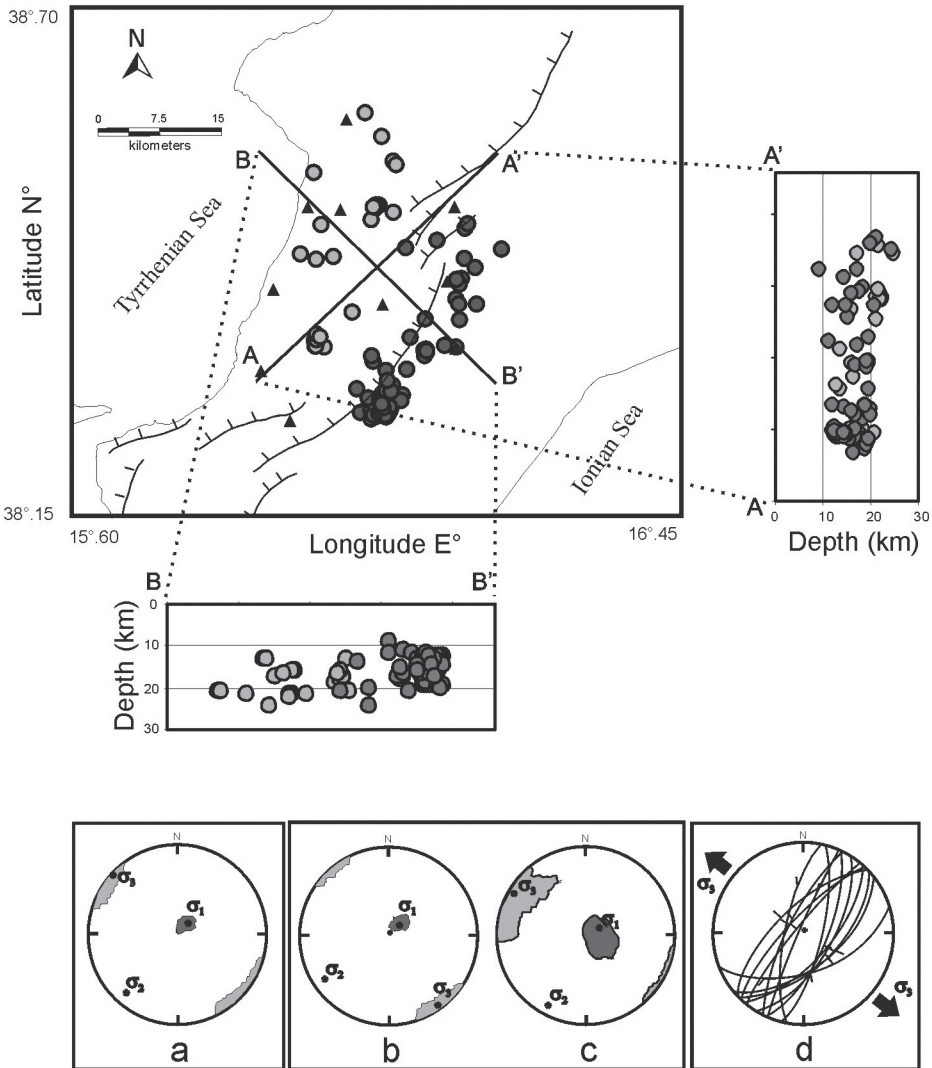 38°.70
N
0 7.5 15
kilometers
B
A'
A'
Tyrrhenian Sea
Latitude N°
A
B'
Ionian Sea
38°.15
A
0 10 20 30
15°.60
16°.45
Longitude E°
Depth (km)
B
B'
0
10
20
30
Depth (km)
N
σ3
σ1
σ2
a
N
σ1
σ2
σ3
b
N
σ3
σ1
σ2
c
N
σ3
σ3
d